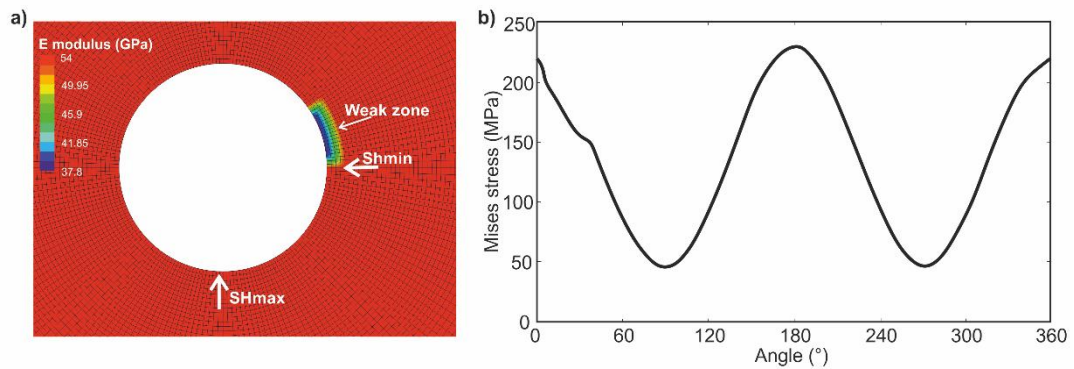 a)
E modulus (GPa)
54
49.95
45.9
41.85
37.8
Weak zone
Shmin
SHmax
b)
Mises stress (MPa)
250
200
150
100
50
0
0 60 120 180 240 300 360
Angle (°)